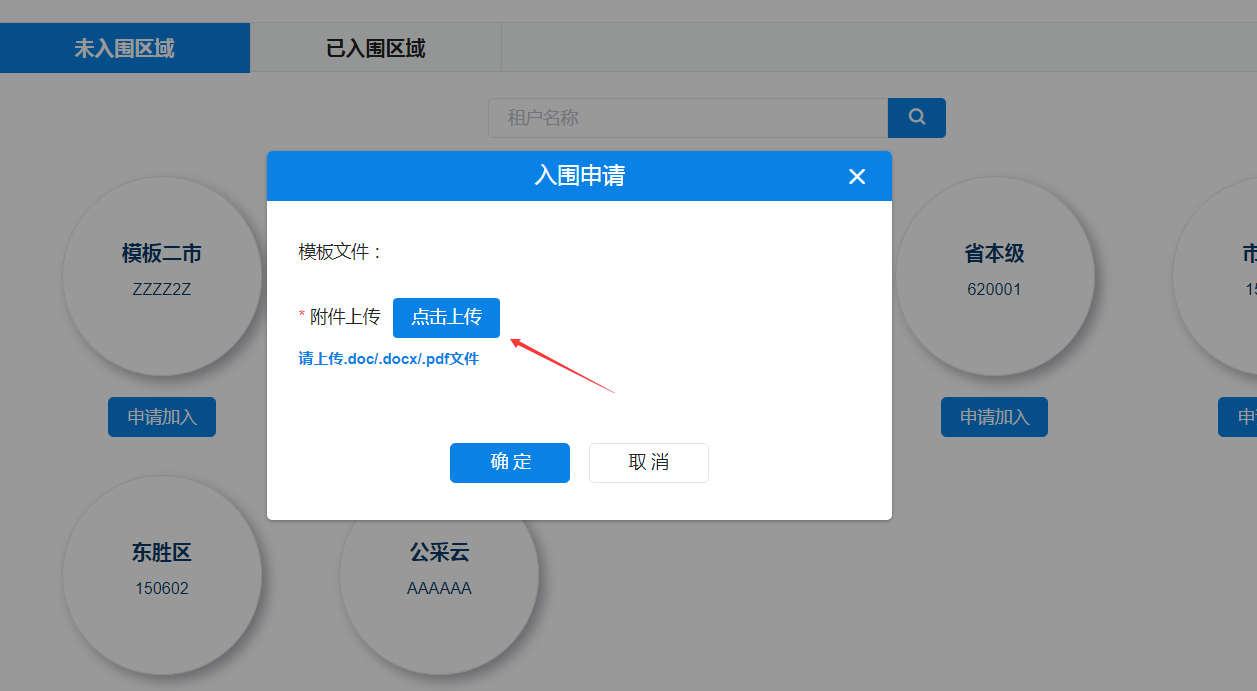 未入围区域
已入围区域
租户名称
入围申请
模板文件：
* 附件上传
点击上传
请上传.doc/.docx/.pdf文件
确 定
取 消
模板二市
ZZZZ2Z
申请加入
省本级
620001
申请加入
市
15
申
东胜区
150602
公采云
AAAAAA